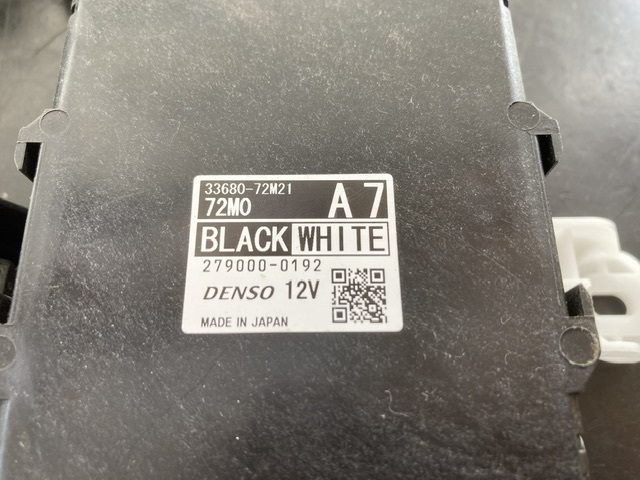 33680-72M21
72M0 A7
BLACK WHITE
279000-0192
DENSO 12V
MADE IN JAPAN